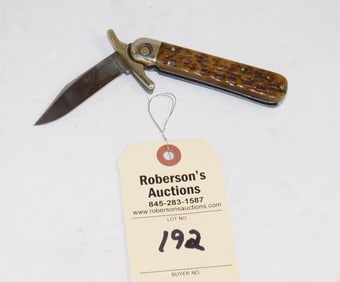 Roberson's
Auctions
845-283-1587
www.robersonsauctions.com
LOT NO.
192
BUYER NO.